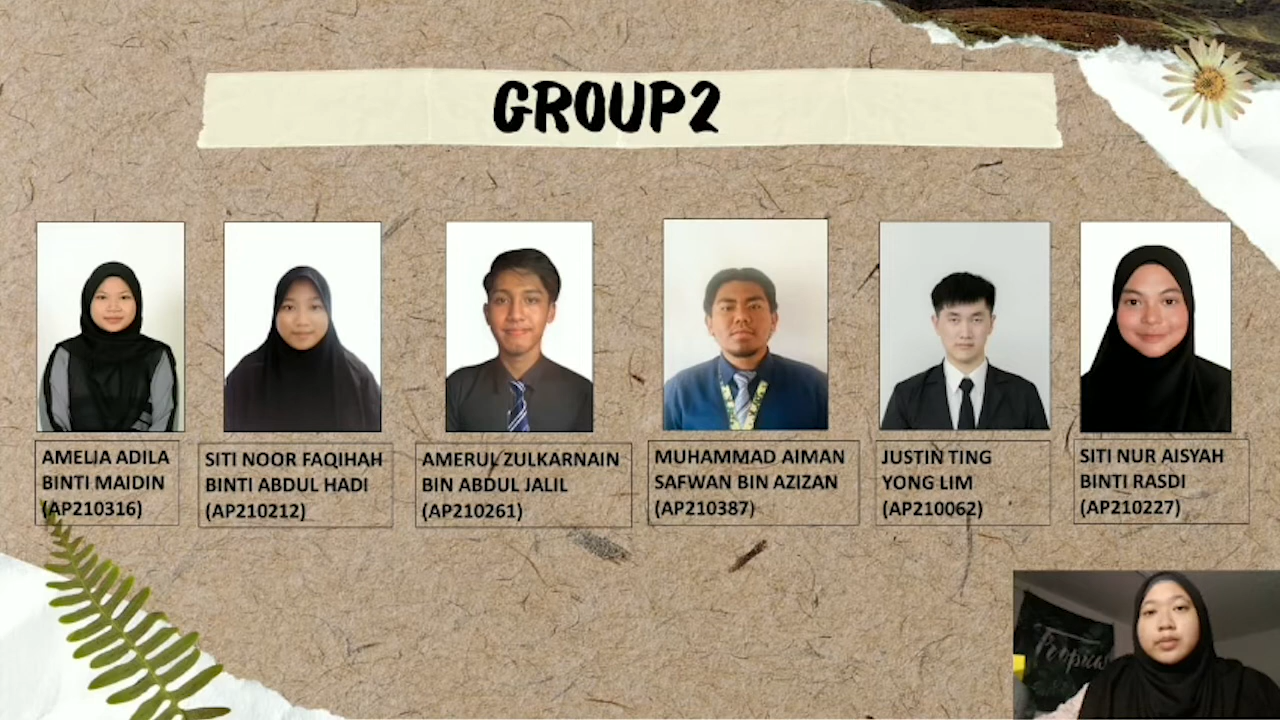 GROUP2
AMELIA ADILA
BINTI MAIDIN
(AP210316)
SITI NOOR FAQIHAH
BINTI ABDUL HADI
(AP210212)
AMERUL ZULKARNAIN
BIN ABDUL JALIL
(AP210261)
MUHAMMAD AIMAN
SAFWAN BIN AZIZAN
(AP210387)
JUSTIN TING
YONG LIM
(AP210062)
SITI NUR AISYAH
BINTI RASDI
(AP210227)
Tropica